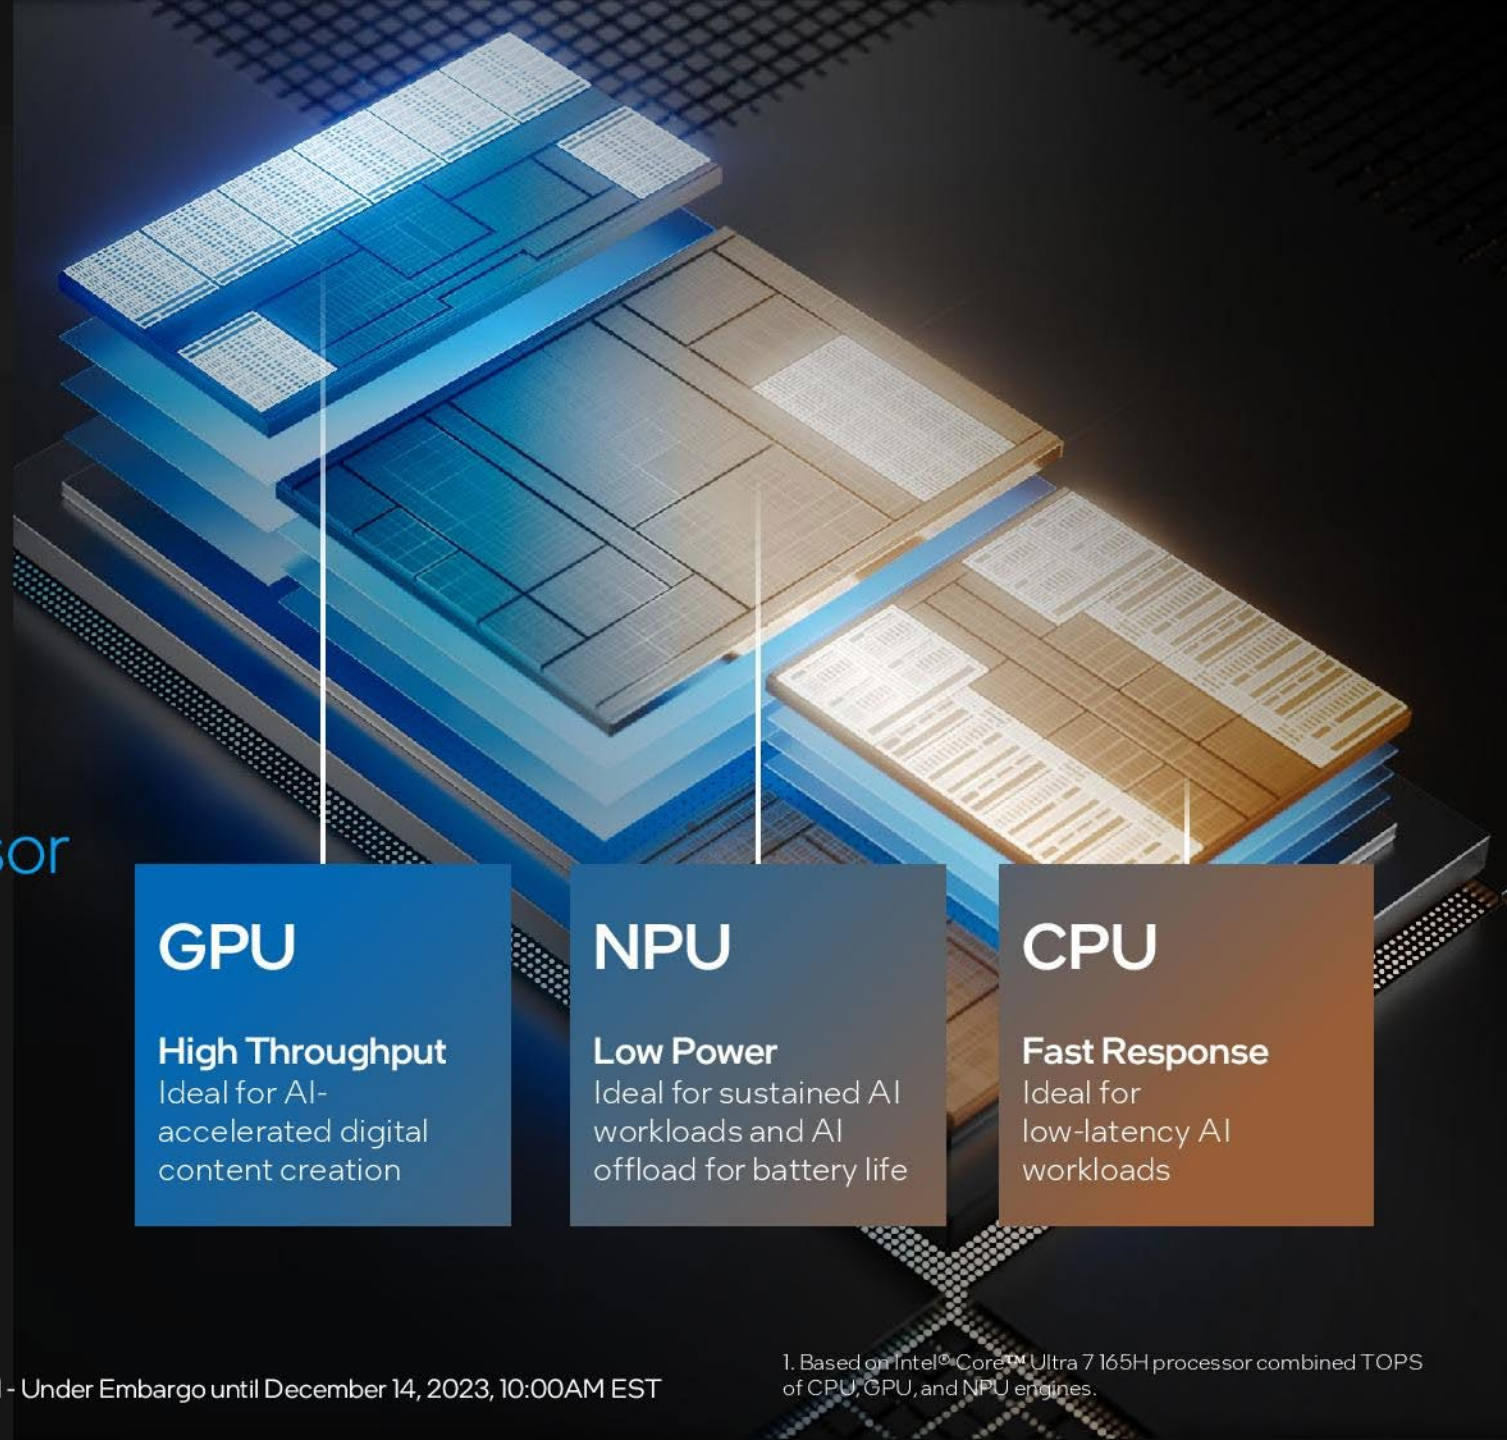 sor
GPU
High Throughput
Ideal for AI-
accelerated digital
content creation
NPU
Low Power
Ideal for sustained AI
workloads and AI
offload for battery life
CPU
Fast Response
Ideal for
low-latency AI
workloads
- Under Embargo until December 14, 2023, 10:00AM EST
1. Based on Intel® Core™ Ultra 7 165H processor combined TOPS
of CPU, GPU, and NPU engines.